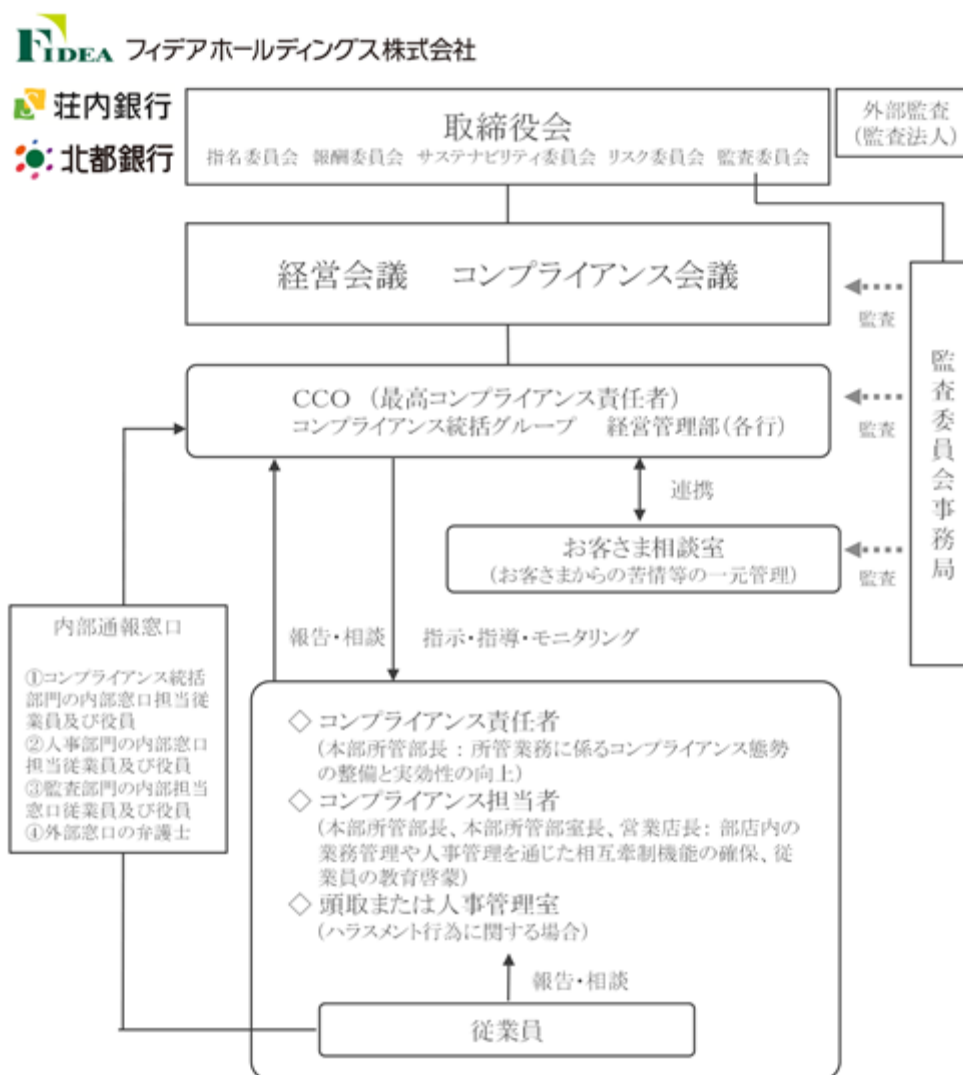 FIDEA フィデアホールディングス株式会社
荘内銀行
北都銀行
取締役会
指名委員会 報酬委員会 サステナビリティ委員会 リスク委員会 監査委員会
外部監査
(監査法人)
経営会議 コンプライアンス会議
監査
CCO (最高コンプライアンス責任者)
コンプライアンス統括グループ 経営管理部(各行)
監査
連携
お客さま相談室
(お客さまからの苦情等の一元管理)
監査
監査委員会事務局
内部通報窓口
①コンプライアンス統括
部門の内部窓口担当従
業員及び役員
②人事部門の内部窓口
担当従業員及び役員
③監査部門の内部担当
窓口従業員及び役員
④外部窓口の弁護士
報告・相談
指示・指導・モニタリング
◇ コンプライアンス責任者
(本部所管部長:所管業務に係るコンプライアンス態勢
の整備と実効性の向上)
◇ コンプライアンス担当者
(本部所管部長、本部所管部室長、営業店長:部店内の
業務管理や人事管理を通じた相互牽制機能の確保、従
業員の教育啓蒙)
◇ 頭取または人事管理室
(ハラスメント行為に関する場合)
報告・相談
従業員